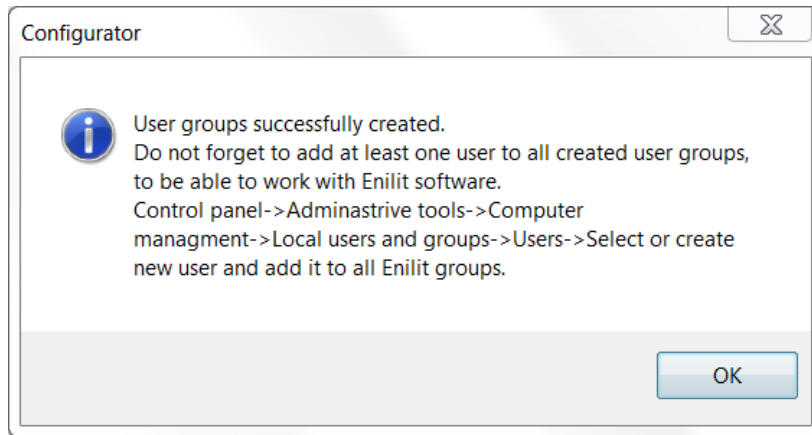 Configurator
User groups successfully created.
Do not forget to add at least one user to all created user groups,
to be able to work with Enilit software.
Control panel->Adminastrive tools->Computer
managment->Local users and groups->Users->Select or create
new user and add it to all Enilit groups.
OK